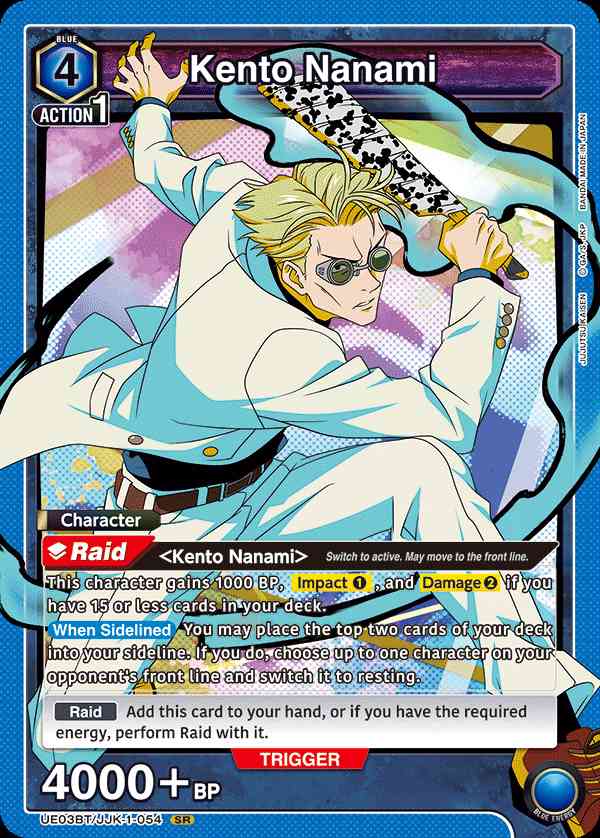 BLUE
4
Kento Nanami
ACTION 1
BANDAI MADE IN JAPAN
© GA/S, JKP
JUJUTSU KAISEN
Character
Raid <Kento Nanami> Switch to active. May move to the front line.
This character gains 1000 BP, Impact 1 , and Damage 2 if you
have 15 or less cards in your deck.
When Sidelined You may place the top two cards of your deck
into your sideline. If you do, choose up to one character on your
opponent's front line and switch it to resting.
Raid Add this card to your hand, or if you have the required
energy, perform Raid with it.
TRIGGER
4000+ BP
BLUE ENERGY
UE03BT/JJK-1-054 SR